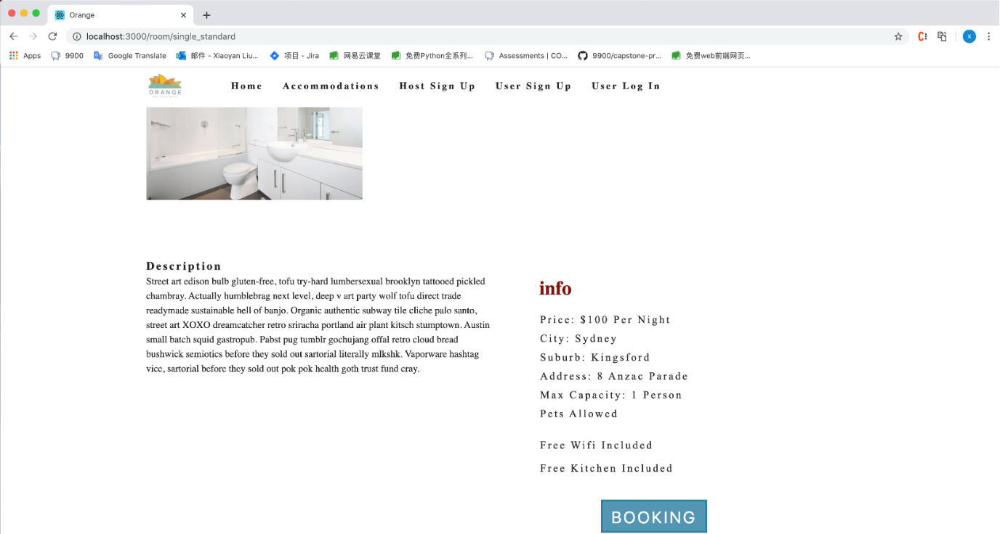 Orange
localhost:3000/room/single_standard
Apps 9900 Google Translate 邮件 - Xiaoyan Liu... 项目 - Jira 网易云课堂 免费Python全系列... Assessments | CO... 9900/capstone-pr... 免费web前端网页...
ORANGE Home Accommodations Host Sign Up User Sign Up User Log In
Description
Street art edison bulb gluten-free, tofu try-hard lumbersexual brooklyn tattooed pickled
chambray. Actually humblebrag next level, deep v art party wolf tofu direct trade
readymade sustainable hell of banjo. Organic authentic subway tile cliche palo santo,
street art XOXO dreamcatcher retro sriracha portland air plant kitsch stumptown. Austin
small batch squid gastropub. Pabst pug tumblr gochujang offal retro cloud bread
bushwick semiotics before they sold out sartorial literally mlkshk. Vaporware hashtag
vice, sartorial before they sold out pok pok health goth trust fund cray.
info
Price: $100 Per Night
City: Sydney
Suburb: Kingsford
Address: 8 Anzac Parade
Max Capacity: 1 Person
Pets Allowed
Free Wifi Included
Free Kitchen Included
BOOKING